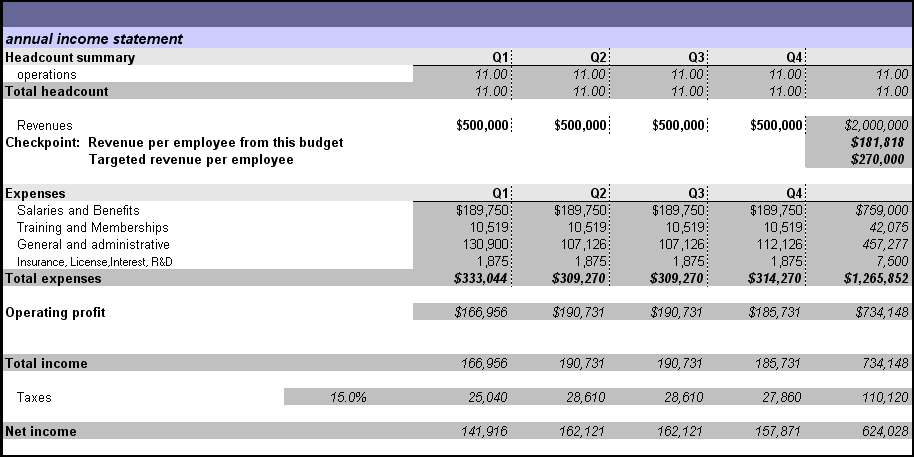 annual income statement
Headcount summary Q1 Q2 Q3 Q4
operations 11.00 11.00 11.00 11.00 11.00
Total headcount 11.00 11.00 11.00 11.00 11.00
Revenues $500,000 $500,000 $500,000 $500,000 $2,000,000
Checkpoint: Revenue per employee from this budget $181,818
Targeted revenue per employee $270,000
Expenses Q1 Q2 Q3 Q4
Salaries and Benefits $189,750 $189,750 $189,750 $189,750 $759,000
Training and Memberships 10,519 10,519 10,519 10,519 42,075
General and administrative 130,900 107,126 107,126 112,126 457,277
Insurance, License,Interest, R&D 1,875 1,875 1,875 1,875 7,500
Total expenses $333,044 $309,270 $309,270 $314,270 $1,265,852
Operating profit $166,956 $190,731 $190,731 $185,731 $734,148
Total income 166,956 190,731 190,731 185,731 734,148
Taxes 15.0% 25,040 28,610 28,610 27,860 110,120
Net income 141,916 162,121 162,121 157,871 624,028